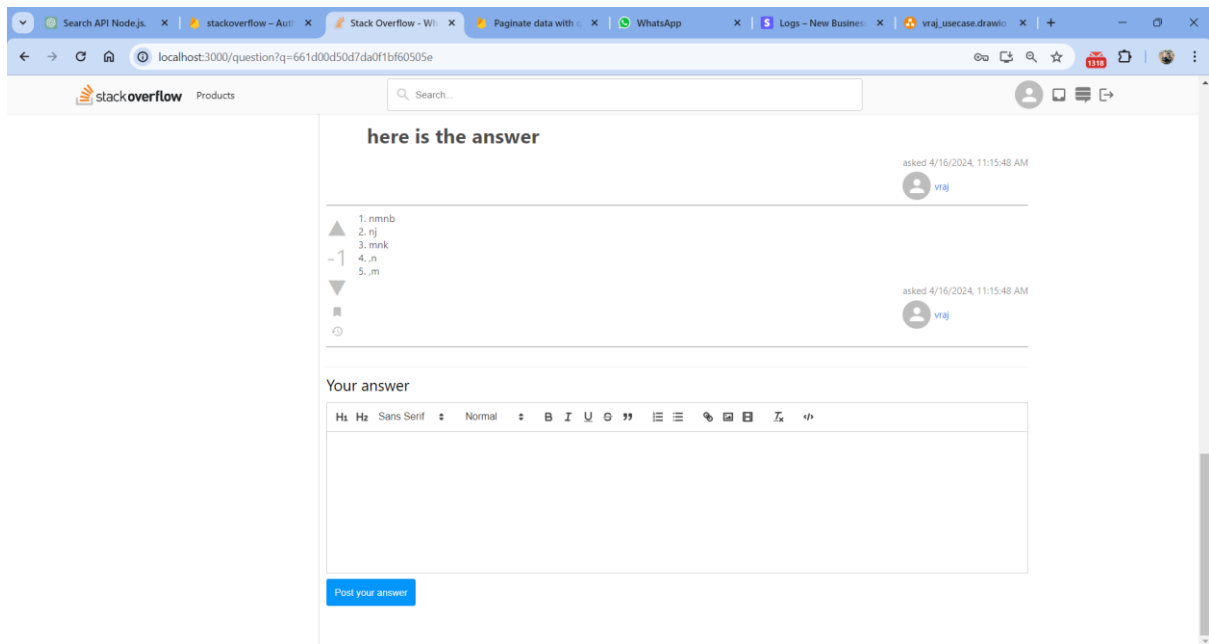 Search API Node.js.
stackoverflow – Auth
Stack Overflow - Wh
Paginate data with
WhatsApp
Logs – New Busines
vraj_usecase.drawio
localhost:3000/question?q=661d00d50d7da0f1bf60505e
1318
stackoverflow Products Search...
here is the answer
asked 4/16/2024, 11:15:48 AM
vraj
1. nmnb
2. nj
3. mnk
-1
4. ,n
5. ,m
asked 4/16/2024, 11:15:48 AM
vraj
Your answer
H1 H2 Sans Serif Normal B I U S
Post your answer